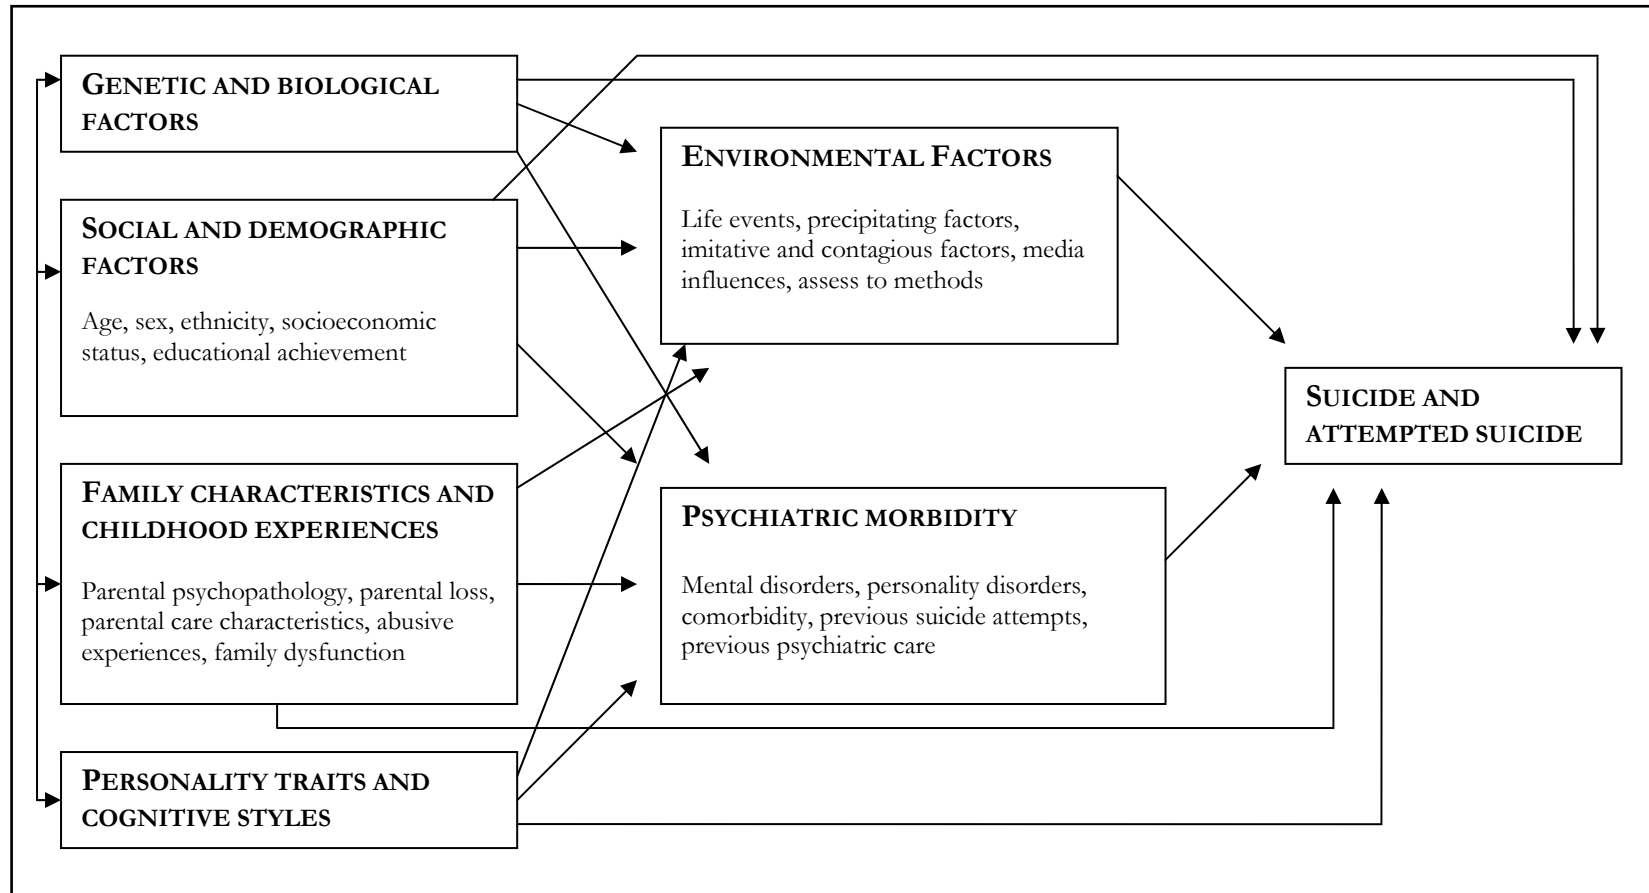 GENETIC AND BIOLOGICAL
FACTORS
SOCIAL AND DEMOGRAPHIC
FACTORS
Age, sex, ethnicity, socioeconomic
status, educational achievement
FAMILY CHARACTERISTICS AND
CHILDHOOD EXPERIENCES
Parental psychopathology, parental loss,
parental care characteristics, abusive
experiences, family dysfunction
PERSONALITY TRAITS AND
COGNITIVE STYLES
ENVIRONMENTAL FACTORS
Life events, precipitating factors,
imitative and contagious factors, media
influences, assess to methods
PSYCHIATRIC MORBIDITY
Mental disorders, personality disorders,
comorbidity, previous suicide attempts,
previous psychiatric care
SUICIDE AND
ATTEMPTED SUICIDE